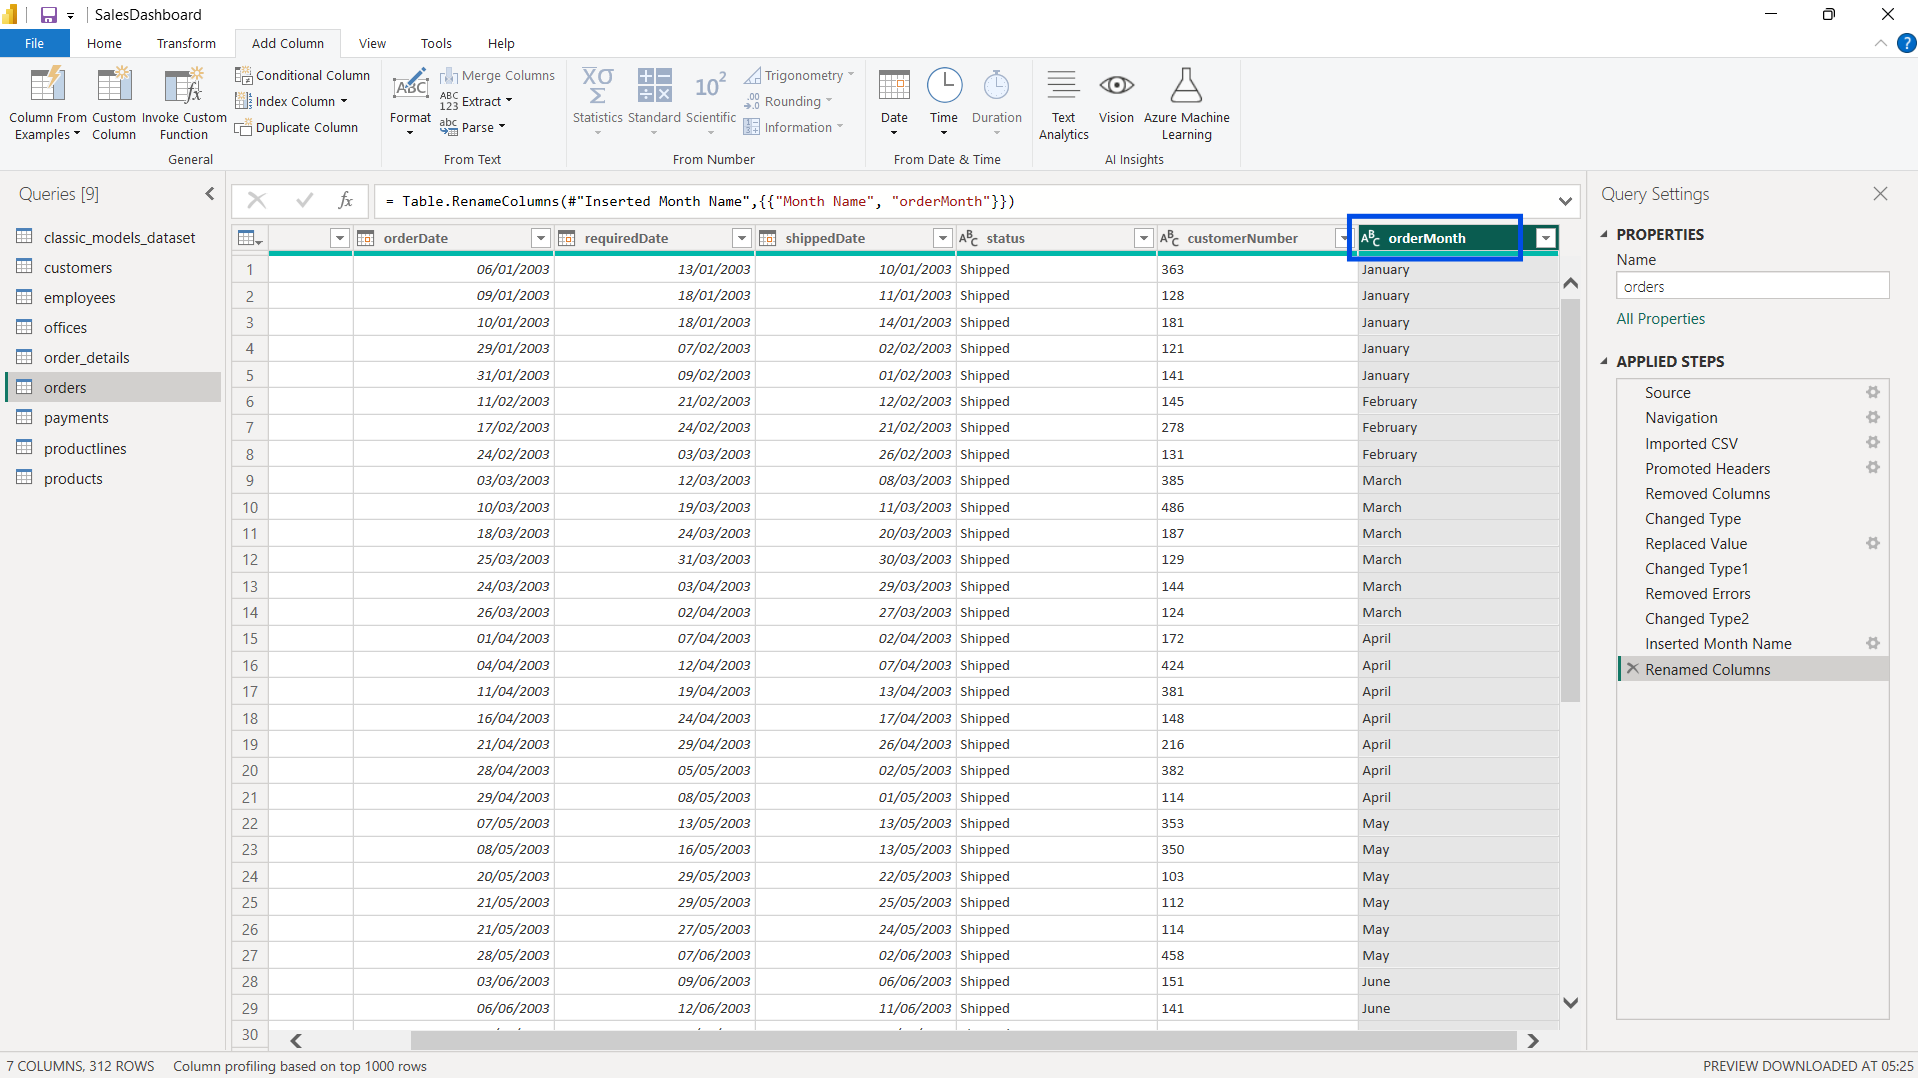 SalesDashboard
File Home Transform Add Column View Tools Help
Column From Examples
Custom Column
Invoke Custom Function
Conditional Column
Index Column
Duplicate Column
General
Format
Merge Columns
Extract
Parse
From Text
Statistics
Standard
Scientific
Trigonometry
Rounding
Information
From Number
Date
Time
Duration
From Date & Time
Text Analytics
Vision
Azure Machine Learning
AI Insights
Queries [9]
classic_models_dataset
customers
employees
offices
order_details
orders
payments
productlines
products
= Table.RenameColumns(#"Inserted Month Name",{{"Month Name", "orderMonth"}})
orderDate requiredDate shippedDate status customerNumber orderMonth
1 06/01/2003 13/01/2003 10/01/2003 Shipped 363 January
2 09/01/2003 18/01/2003 11/01/2003 Shipped 128 January
3 10/01/2003 18/01/2003 14/01/2003 Shipped 181 January
4 29/01/2003 07/02/2003 02/02/2003 Shipped 121 January
5 31/01/2003 09/02/2003 01/02/2003 Shipped 141 January
6 11/02/2003 21/02/2003 12/02/2003 Shipped 145 February
7 17/02/2003 24/02/2003 21/02/2003 Shipped 278 February
8 24/02/2003 03/03/2003 26/02/2003 Shipped 131 February
9 03/03/2003 12/03/2003 08/03/2003 Shipped 385 March
10 10/03/2003 19/03/2003 11/03/2003 Shipped 486 March
11 18/03/2003 24/03/2003 20/03/2003 Shipped 187 March
12 25/03/2003 31/03/2003 30/03/2003 Shipped 129 March
13 24/03/2003 03/04/2003 29/03/2003 Shipped 144 March
14 26/03/2003 02/04/2003 27/03/2003 Shipped 124 March
15 01/04/2003 07/04/2003 02/04/2003 Shipped 172 April
16 04/04/2003 12/04/2003 07/04/2003 Shipped 424 April
17 11/04/2003 19/04/2003 13/04/2003 Shipped 381 April
18 16/04/2003 24/04/2003 17/04/2003 Shipped 148 April
19 21/04/2003 29/04/2003 26/04/2003 Shipped 216 April
20 28/04/2003 05/05/2003 02/05/2003 Shipped 382 April
21 29/04/2003 08/05/2003 01/05/2003 Shipped 114 April
22 07/05/2003 13/05/2003 13/05/2003 Shipped 353 May
23 08/05/2003 16/05/2003 13/05/2003 Shipped 350 May
24 20/05/2003 29/05/2003 22/05/2003 Shipped 103 May
25 21/05/2003 29/05/2003 25/05/2003 Shipped 112 May
26 21/05/2003 27/05/2003 24/05/2003 Shipped 114 May
27 28/05/2003 07/06/2003 02/06/2003 Shipped 458 May
28 03/06/2003 09/06/2003 06/06/2003 Shipped 151 June
29 06/06/2003 12/06/2003 11/06/2003 Shipped 141 June
30
Query Settings
PROPERTIES
Name
orders
All Properties
APPLIED STEPS
Source
Navigation
Imported CSV
Promoted Headers
Removed Columns
Changed Type
Replaced Value
Changed Type1
Removed Errors
Changed Type2
Inserted Month Name
Renamed Columns
7 COLUMNS, 312 ROWS Column profiling based on top 1000 rows PREVIEW DOWNLOADED AT 05:25